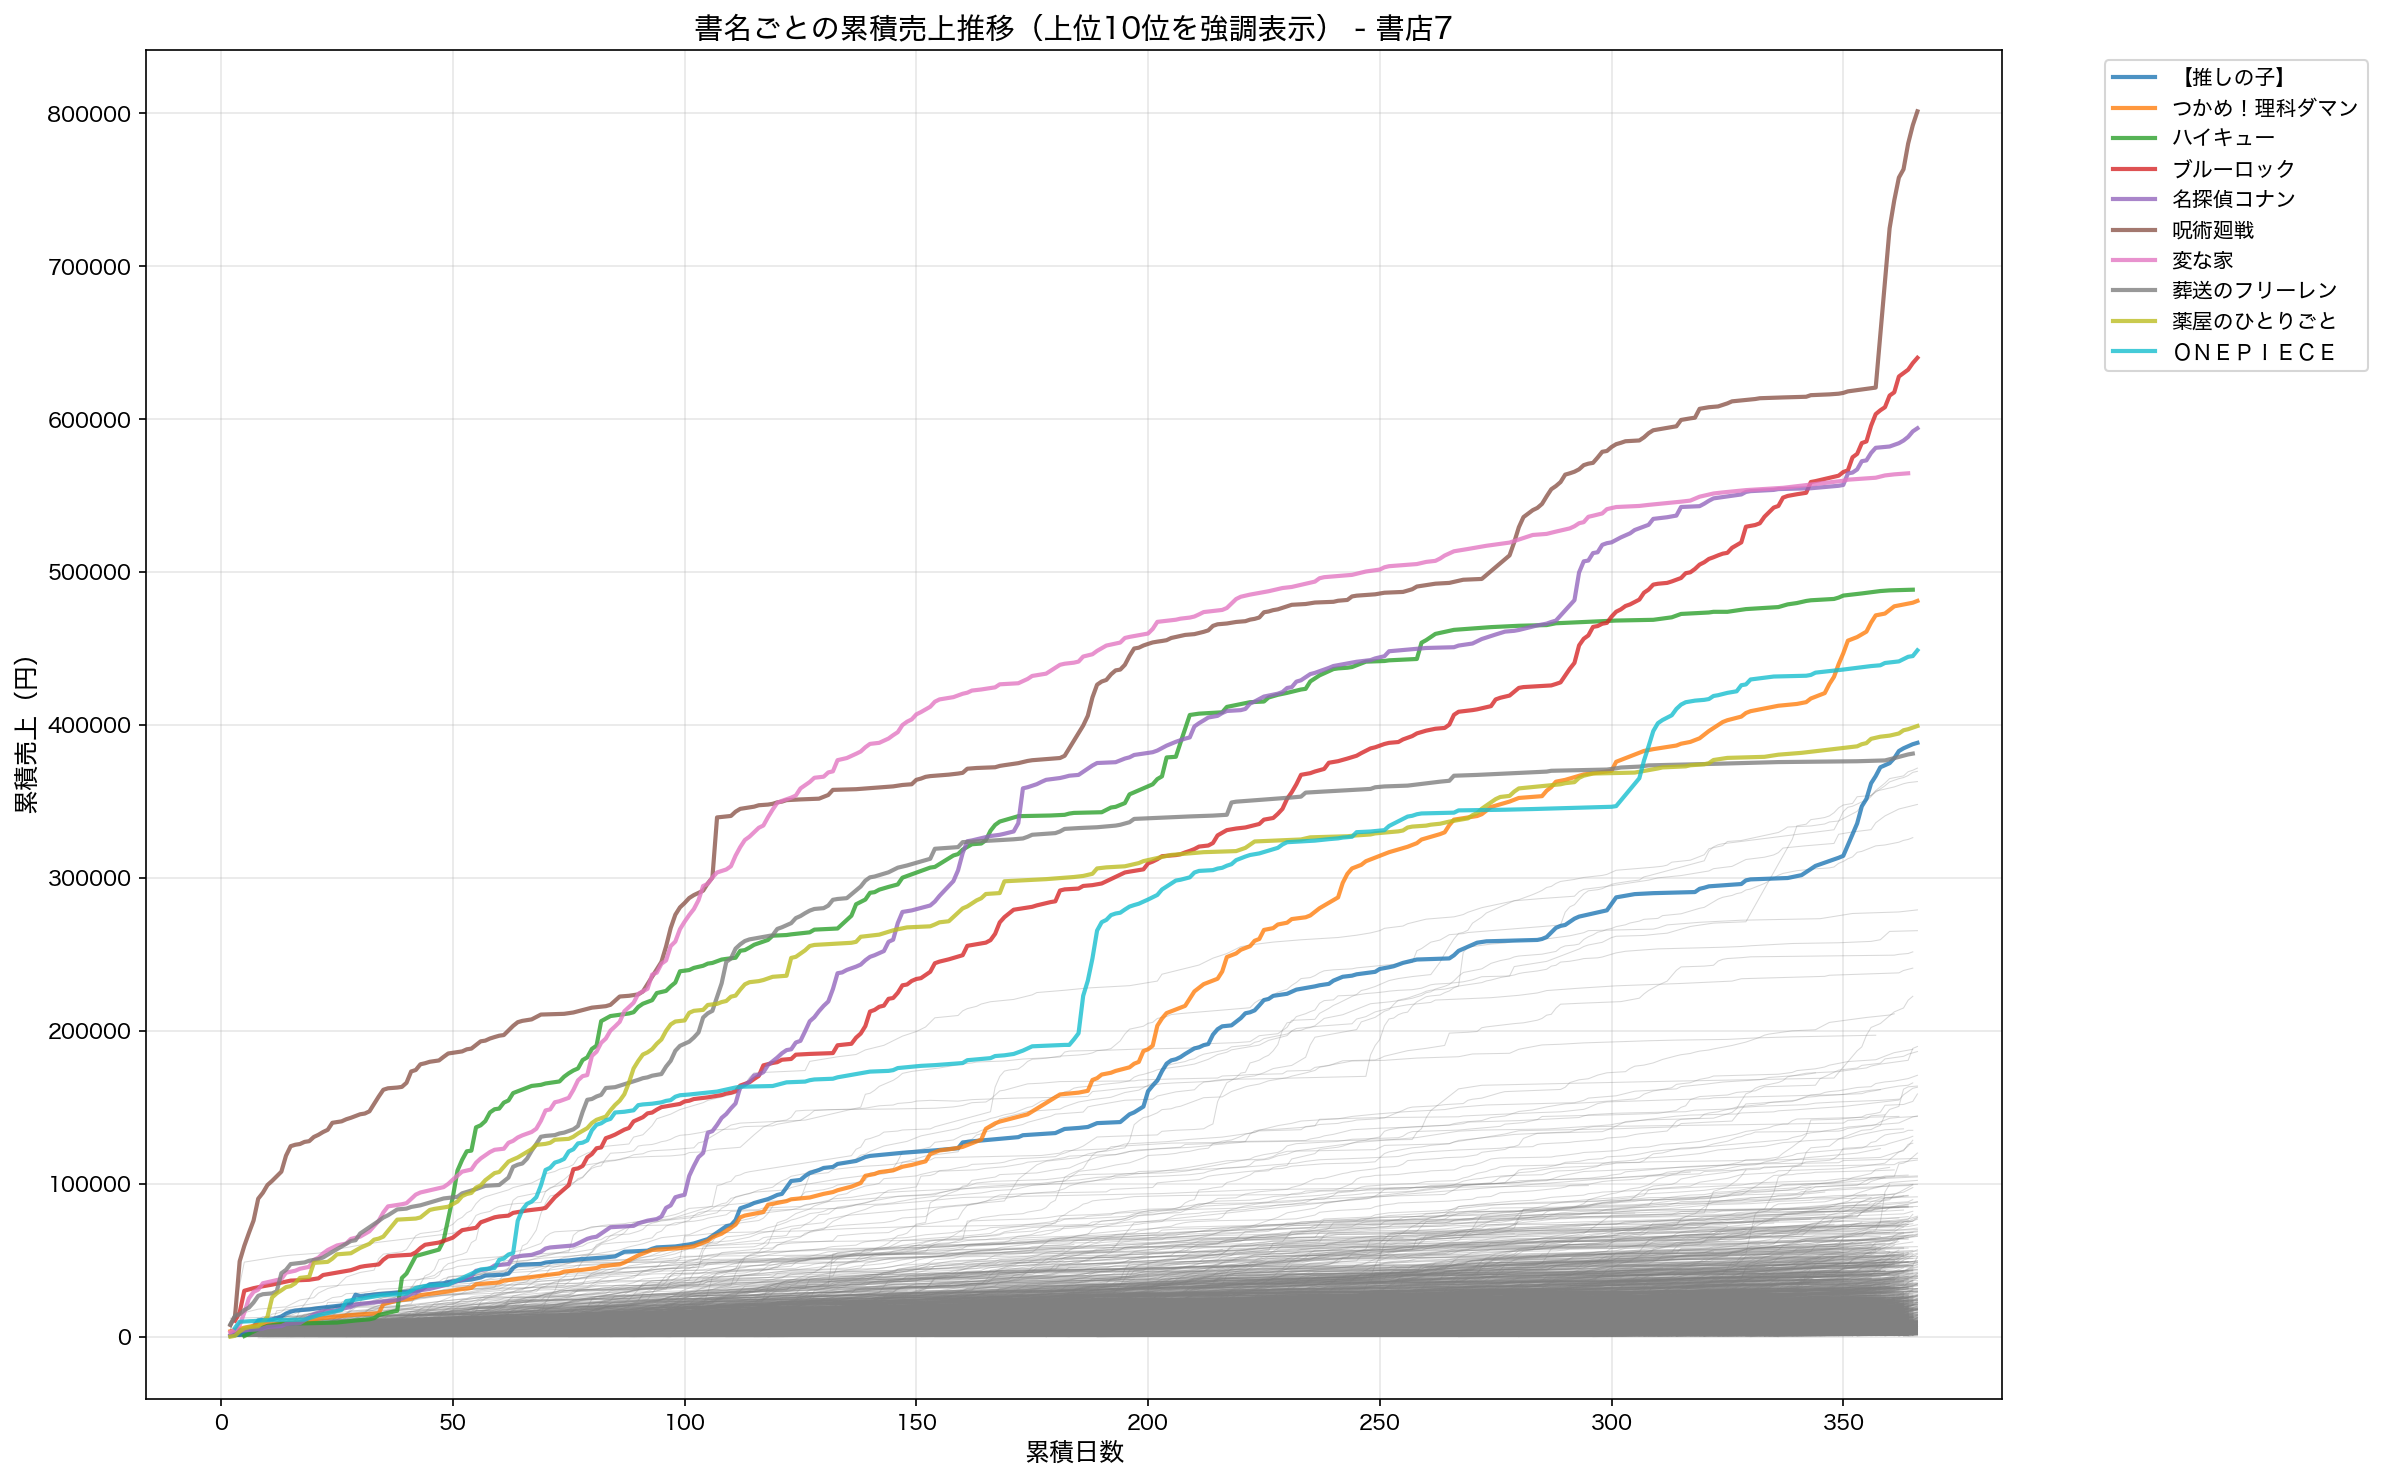 書名ごとの累積売上推移（上位10位を強調表示） - 書店7
【推しの子】
つかめ！理科ダマン
ハイキュー
ブルーロック
名探偵コナン
呪術廻戦
変な家
葬送のフリーレン
薬屋のひとりごと
ＯＮＥＰＩＥＣＥ
累積売上（円）
800000
700000
600000
500000
400000
300000
200000
100000
0
0 50 100 150 200 250 300 350
累積日数